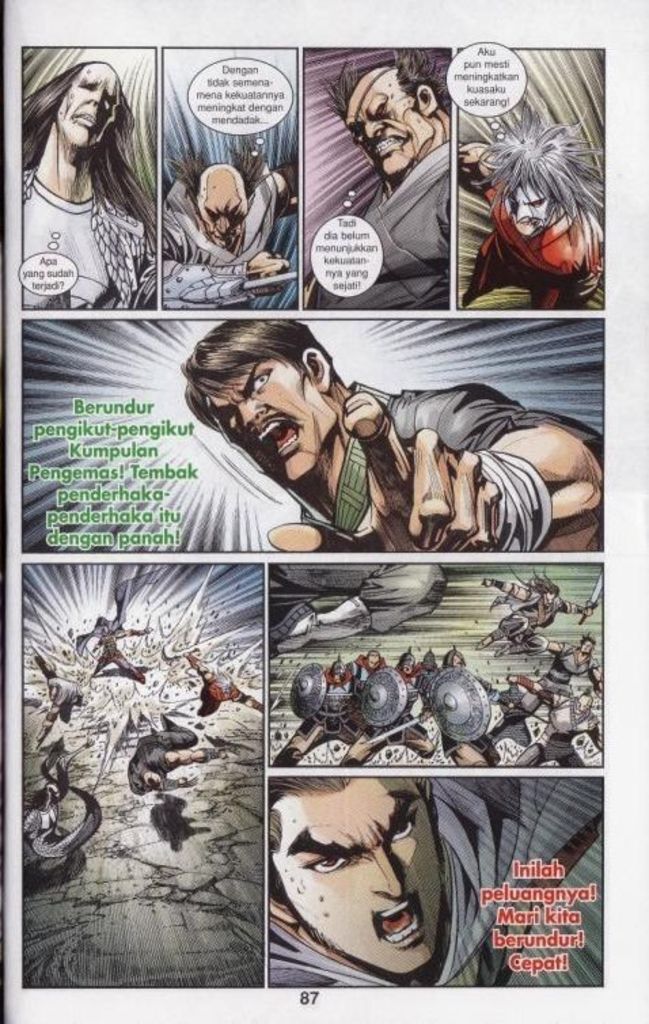 Apa
yang sudah
terjadi?
Dengan
tidak semena-
mena kekuatannya
meningkat dengan
mendadak...
Tadi
dia belum
menunjukkan
kekuatan-
nya yang
sejati!
Aku
pun mesti
meningkatkan
kuasaku
sekarang!
Berundur
pengikut-pengikut
Kumpulan
Pengemas! Tembak
penderhaka-
penderhaka itu
dengan panah!
Inilah
peluangnya!
Mari kita
berundur!
Cepat!
87